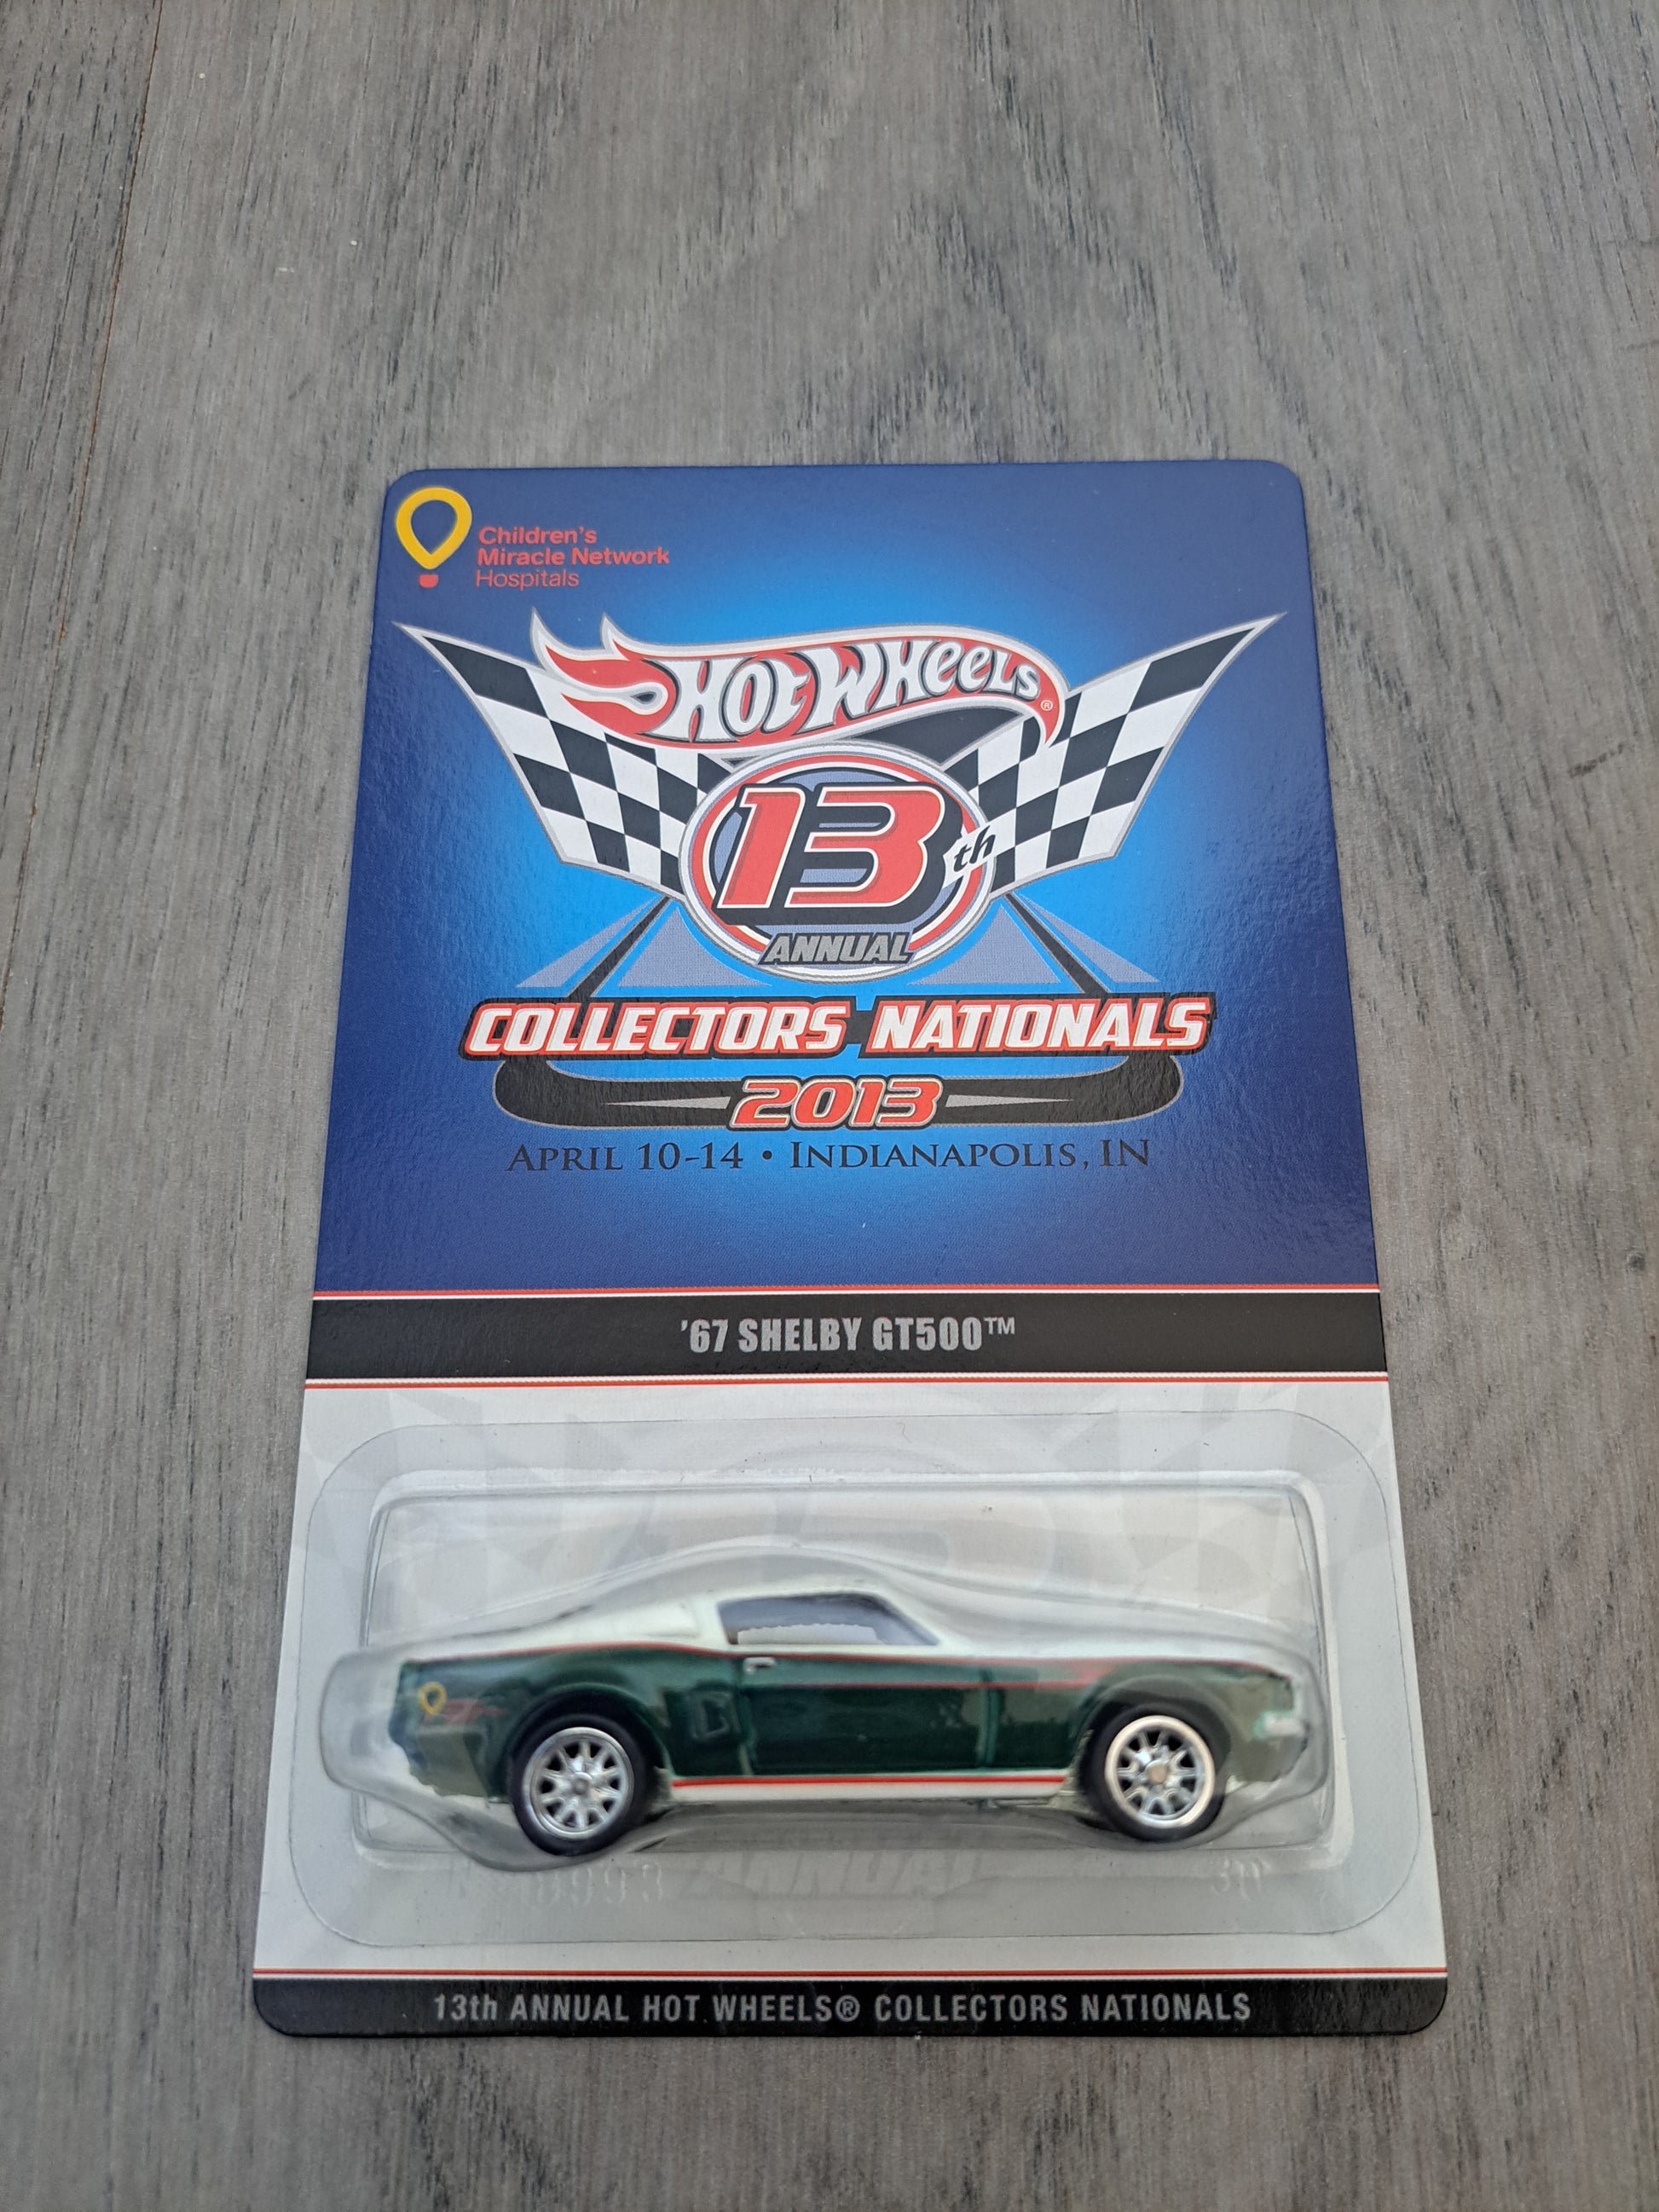 Children's
Miracle Network
Hospitals
Hot Wheels®
13th
ANNUAL
COLLECTORS NATIONALS
2013
APRIL 10-14 • INDIANAPOLIS, IN
'67 SHELBY GT500™
ANNUAL
13th ANNUAL HOT WHEELS® COLLECTORS NATIONALS